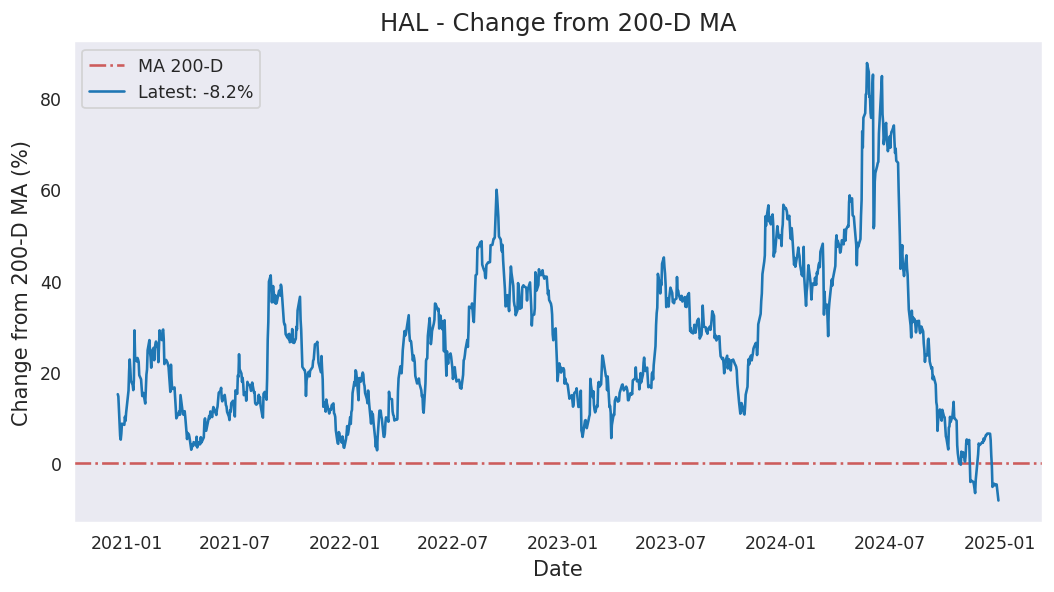 HAL - Change from 200-D MA
MA 200-D
Latest: -8.2%
Change from 200-D MA (%)
80
60
40
20
0
2021-01 2021-07 2022-01 2022-07 2023-01 2023-07 2024-01 2024-07 2025-01
Date